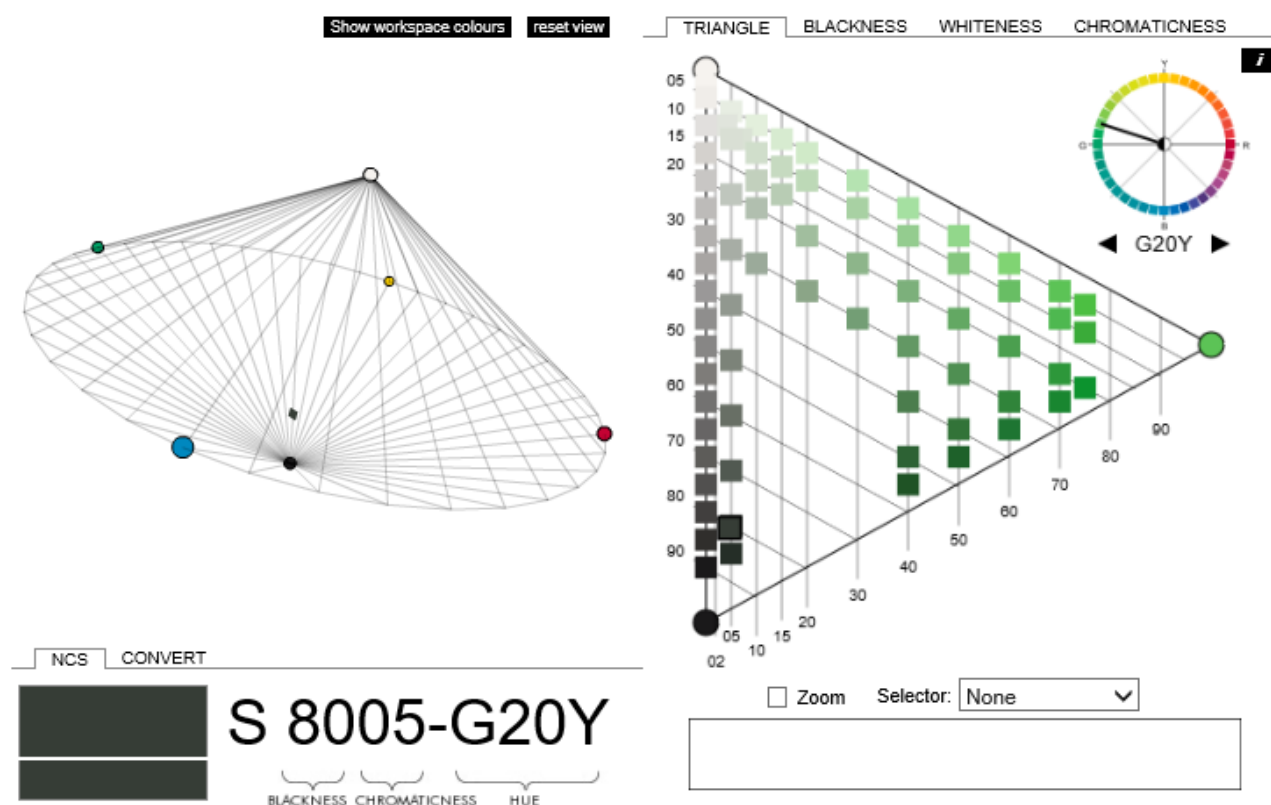 Show workspace colours reset view
TRIANGLE BLACKNESS WHITENESS CHROMATICNESS
i
Y
G
R
B
G20Y
05
10
15
20
30
40
50
60
70
80
90
90
80
70
60
50
40
30
20
15
10
05
02
NCS CONVERT
S 8005-G20Y
BLACKNESS CHROMATICNESS HUE
Zoom Selector: None